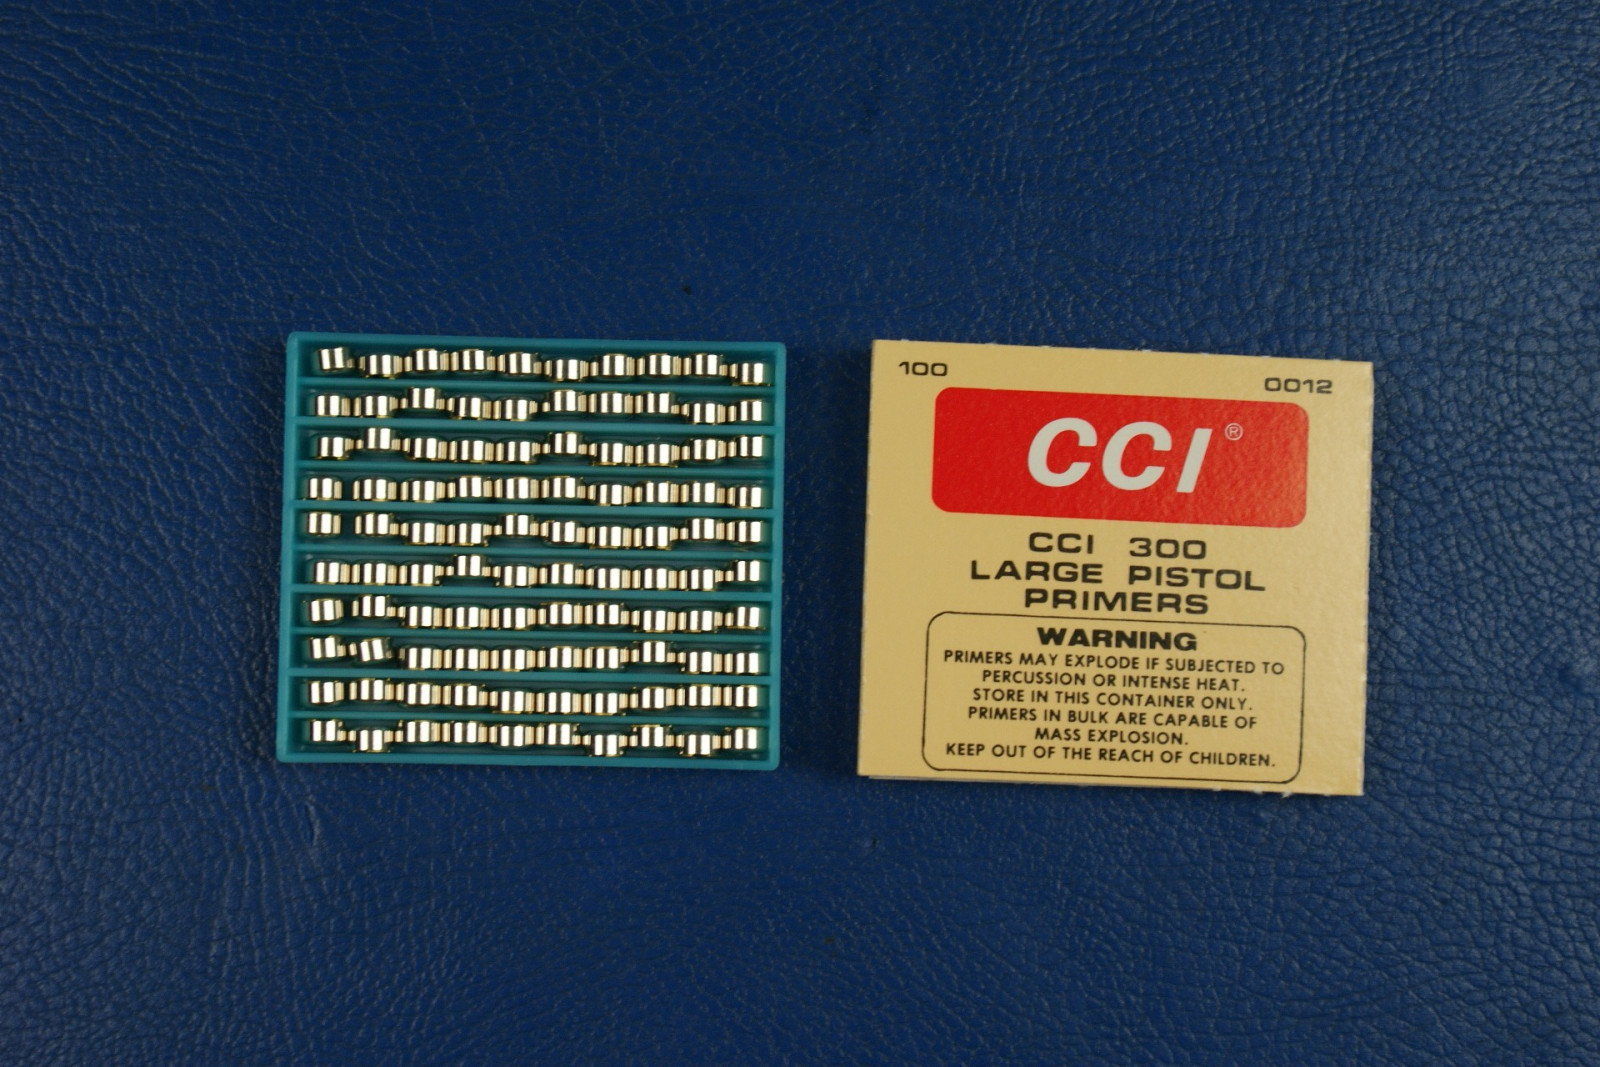 100
0012
CCI®
CCI 300
LARGE PISTOL
PRIMERS
WARNING
PRIMERS MAY EXPLODE IF SUBJECTED TO
PERCUSSION OR INTENSE HEAT.
STORE IN THIS CONTAINER ONLY.
PRIMERS IN BULK ARE CAPABLE OF
MASS EXPLOSION.
KEEP OUT OF THE REACH OF CHILDREN.